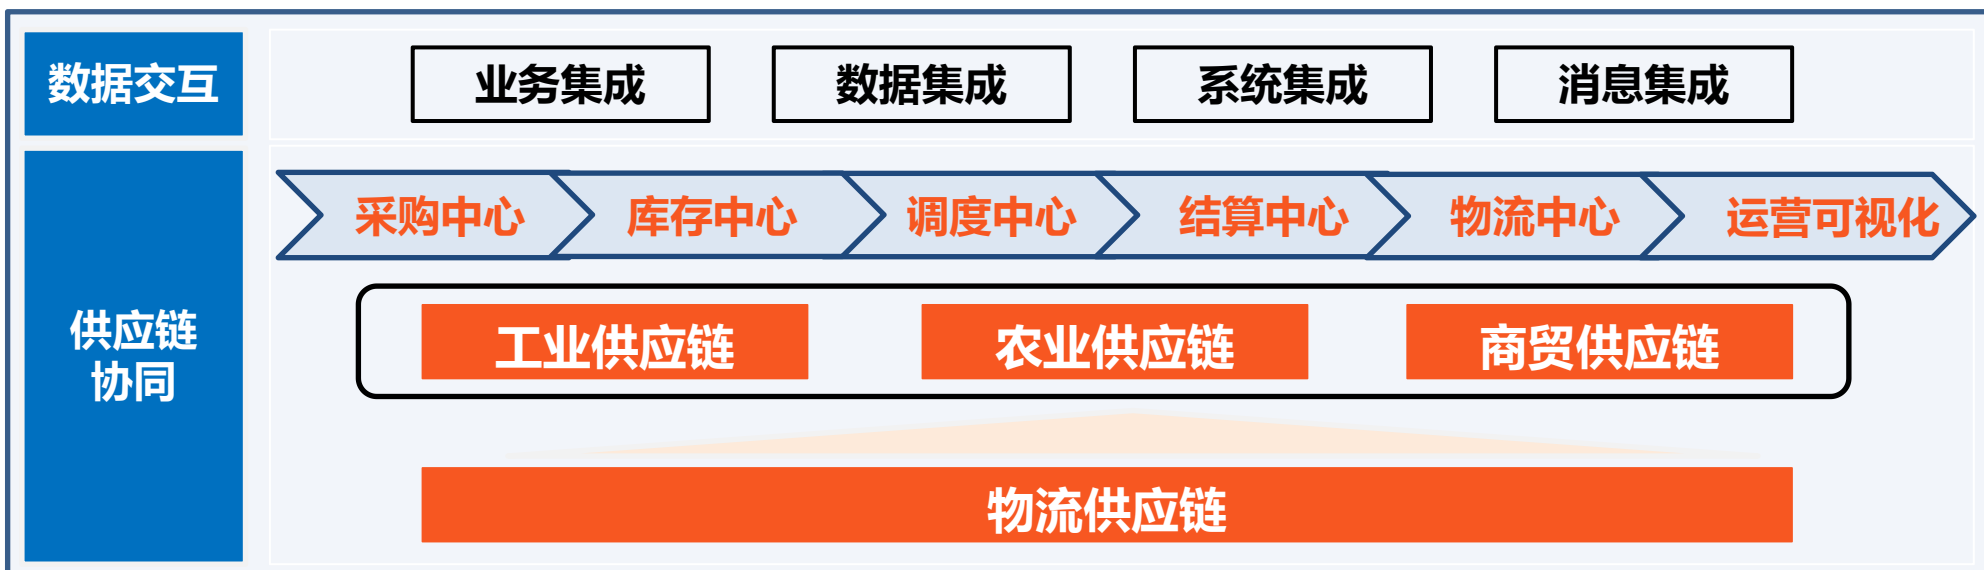 数据交互
业务集成
数据集成
系统集成
消息集成
供应链
协同
采购中心
库存中心
调度中心
结算中心
物流中心
运营可视化
工业供应链
农业供应链
商贸供应链
物流供应链